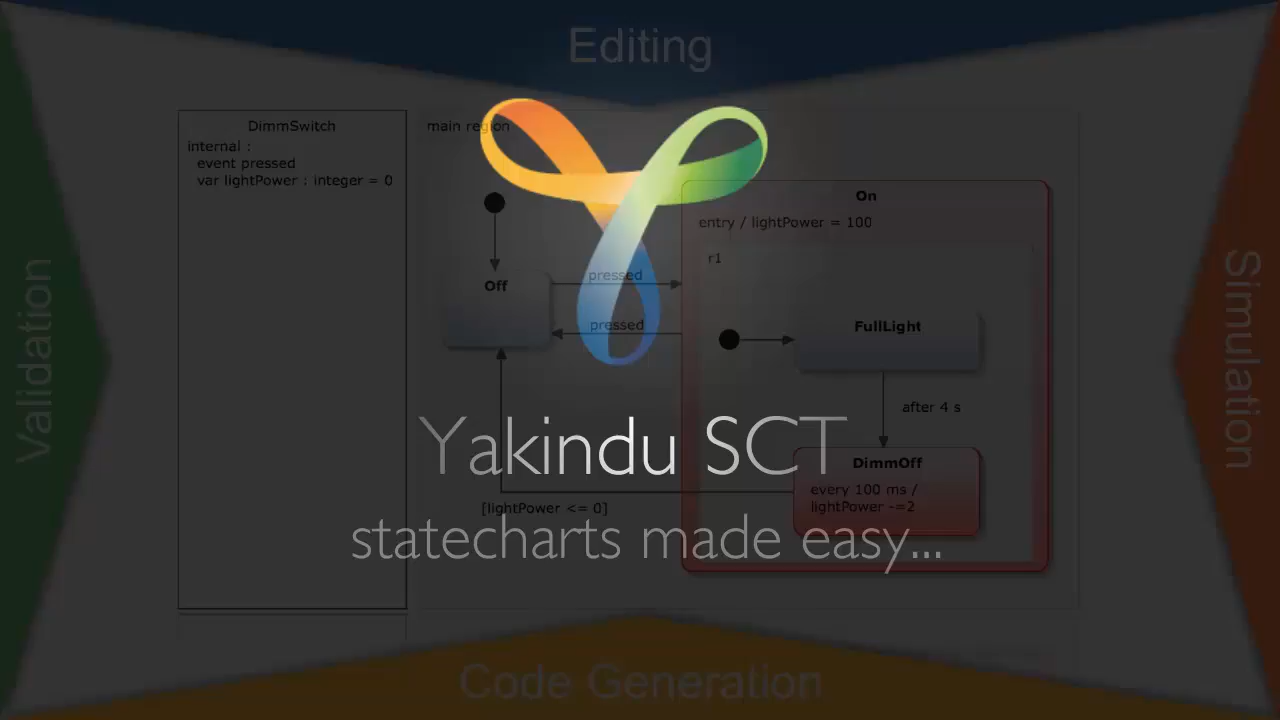 Editing
DimmSwitch
internal :
event pressed
var lightPower : integer = 0
main region
On
entry / lightPower = 100
r1
Off
pressed
pressed
FullLight
after 4 s
DimmOff
every 100 ms /
lightPower -=2
[lightPower <= 0]
Yakindu SCT
statecharts made easy...
Validation
Simulation
Code Generation